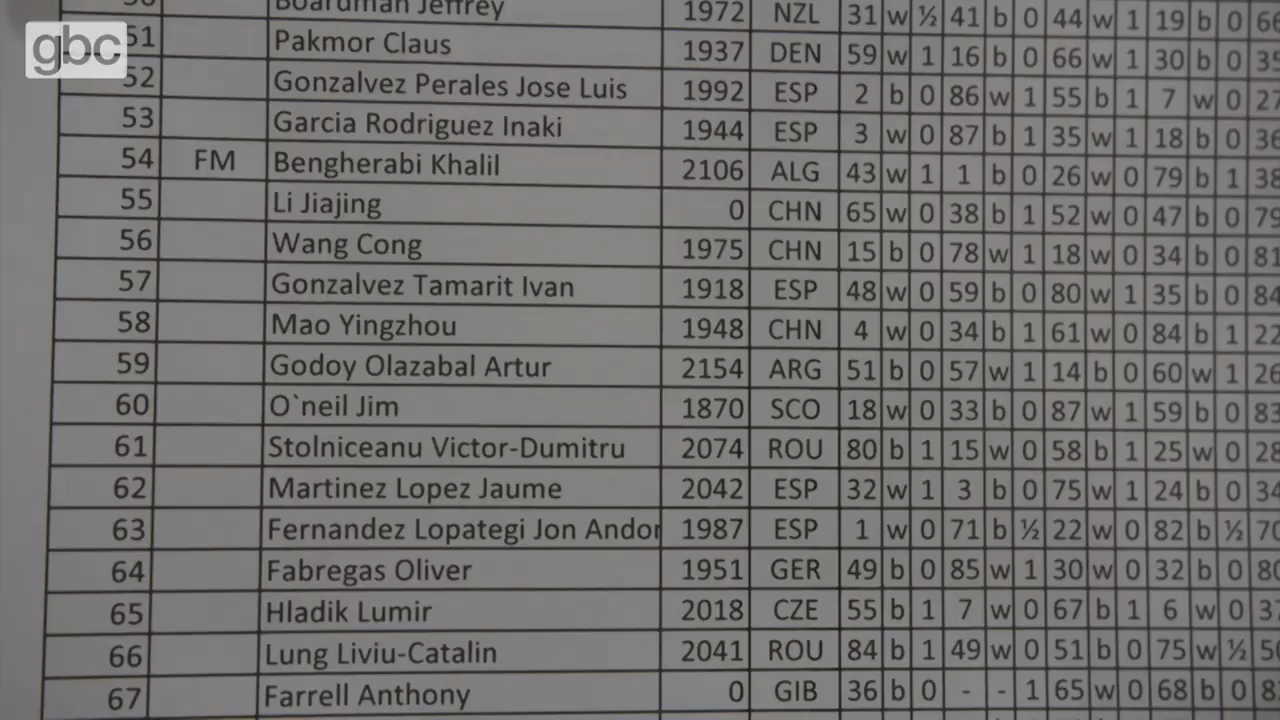 gbc
Boardman Jeffrey 1972 NZL 31 w ½ 41 b 0 44 w 1 19 b 0
51 Pakmor Claus 1937 DEN 59 w 1 16 b 0 66 w 1 30 b 0 35
52 Gonzalvez Perales Jose Luis 1992 ESP 2 b 0 86 w 1 55 b 1 7 w 0 27
53 Garcia Rodriguez Inaki 1944 ESP 3 w 0 87 b 1 35 w 1 18 b 0 36
54 FM Bengherabi Khalil 2106 ALG 43 w 1 1 b 0 26 w 0 79 b 1 38
55 Li Jiajing 0 CHN 65 w 0 38 b 1 52 w 0 47 b 0 79
56 Wang Cong 1975 CHN 15 b 0 78 w 1 18 w 0 34 b 0 81
57 Gonzalvez Tamarit Ivan 1918 ESP 48 w 0 59 b 0 80 w 1 35 b 0 84
58 Mao Yingzhou 1948 CHN 4 w 0 34 b 1 61 w 0 84 b 1 22
59 Godoy Olazabal Artur 2154 ARG 51 b 0 57 w 1 14 b 0 60 w 1 26
60 O`neil Jim 1870 SCO 18 w 0 33 b 0 87 w 1 59 b 0 83
61 Stolniceanu Victor-Dumitru 2074 ROU 80 b 1 15 w 0 58 b 1 25 w 0 28
62 Martinez Lopez Jaume 2042 ESP 32 w 1 3 b 0 75 w 1 24 b 0 34
63 Fernandez Lopategi Jon Andor 1987 ESP 1 w 0 71 b ½ 22 w 0 82 b ½ 70
64 Fabregas Oliver 1951 GER 49 b 0 85 w 1 30 w 0 32 b 0 80
65 Hladik Lumir 2018 CZE 55 b 1 7 w 0 67 b 1 6 w 0
66 Lung Liviu-Catalin 2041 ROU 84 b 1 49 w 0 51 b 0 75 w ½ 50
67 Farrell Anthony 0 GIB 36 b 0 - - 1 65 w 0 68 b 0